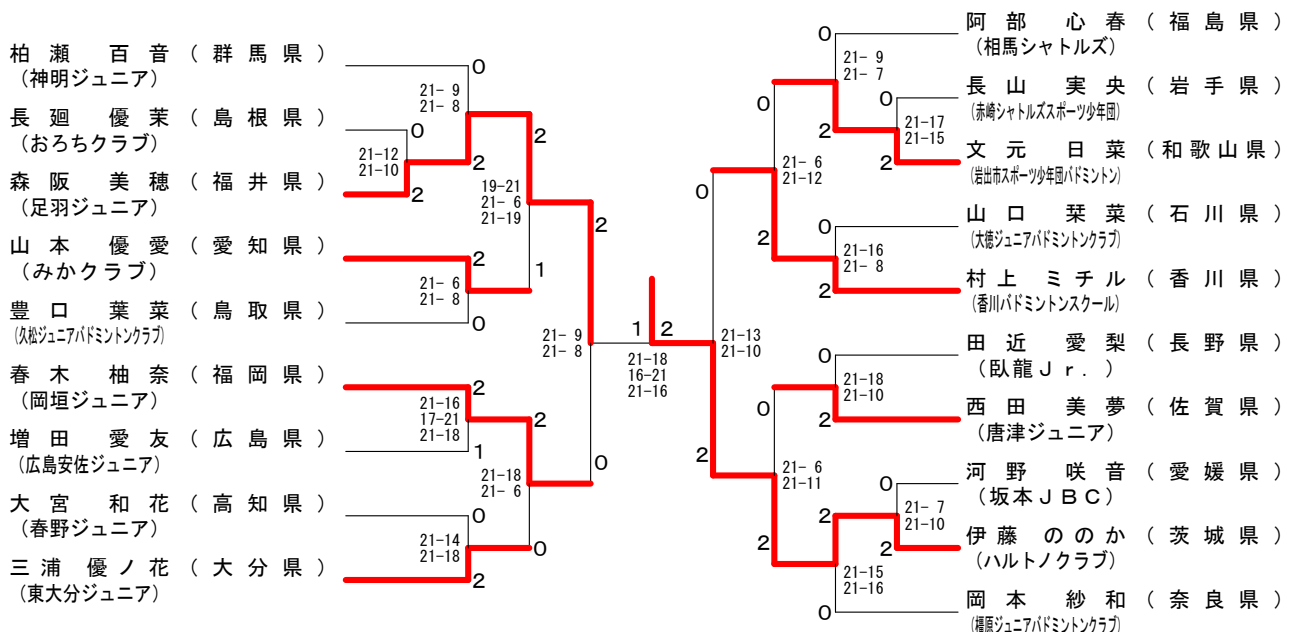 柏瀬 百音 (群馬県)
(神明ジュニア)
長廻 優茉 (島根県)
(おろちクラブ)
森阪 美穂 (福井県)
(足羽ジュニア)
山本 優愛 (愛知県)
(みかクラブ)
豊口 葉菜 (鳥取県)
(久松ジュニアバドミントンクラブ)
春木 柚奈 (福岡県)
(岡垣ジュニア)
増田 愛友 (広島県)
(広島安佐ジュニア)
大宮 和花 (高知県)
(春野ジュニア)
三浦 優ノ花 (大分県)
(東大分ジュニア)
0
21- 9
21- 8
0
21-12
21-10
2
2
2
19-21
21- 6
21-19
2
21- 6
21- 8
0
1
2
21- 9
21- 8
2
21-16
17-21
21-18
1
2
21-18
21- 6
0
0
21-14
21-18
2
0
1
2
21-18
16-21
21-16
0
21-13
21-10
2
0
21- 9
21- 7
0
0
21-17
21-15
2
2
21- 6
21-12
2
0
21-16
21- 8
2
0
21-18
21-10
2
0
21- 6
21-11
2
0
21- 7
21-10
2
2
21-15
21-16
0
阿部 心春 (福島県)
(相馬シャトルズ)
長山 実央 (岩手県)
(赤崎シャトルズスポーツ少年団)
文元 日菜 (和歌山県)
(岩出市スポーツ少年団バドミントン)
山口 栞菜 (石川県)
(大徳ジュニアバドミントンクラブ)
村上 ミチル (香川県)
(香川バドミントンスクール)
田近 愛梨 (長野県)
(臥龍Jr.)
西田 美夢 (佐賀県)
(唐津ジュニア)
河野 咲音 (愛媛県)
(坂本JBC)
伊藤 ののか (茨城県)
(ハルトノクラブ)
岡本 紗和 (奈良県)
(橿原ジュニアバドミントンクラブ)